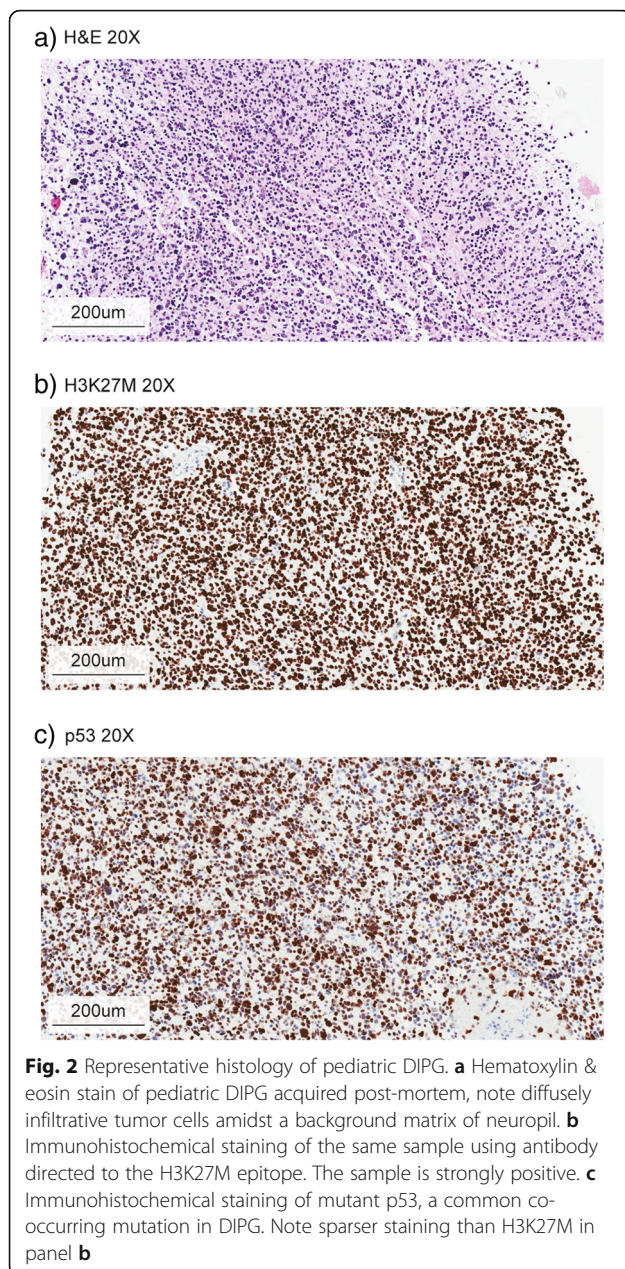 a) H&E 20X
200um
b) H3K27M 20X
200um
c) p53 20X
200um
Fig. 2 Representative histology of pediatric DIPG. a Hematoxylin &
eosin stain of pediatric DIPG acquired post-mortem, note diffusely
infiltrative tumor cells amidst a background matrix of neuropil. b
Immunohistochemical staining of the same sample using antibody
directed to the H3K27M epitope. The sample is strongly positive. c
Immunohistochemical staining of mutant p53, a common co-
occurring mutation in DIPG. Note sparser staining than H3K27M in
panel b